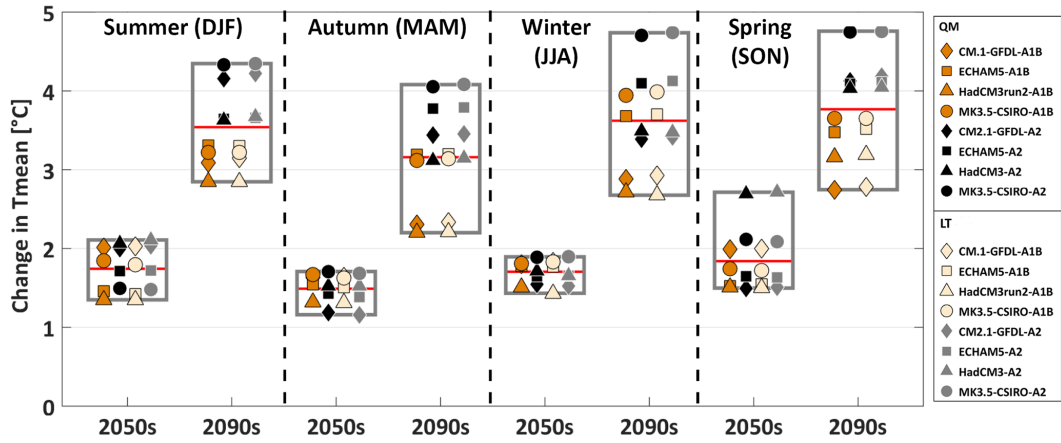 Summer (DJF)
Autumn (MAM)
Winter
(JJA)
Spring
(SON)
Change in Tmean [°C]
5
4
3
2
1
0
2050s
2090s
2050s
2090s
2050s
2090s
2050s
2090s
QM
CM.1-GFDL-A1B
ECHAM5-A1B
HadCM3run2-A1B
MK3.5-CSIRO-A1B
CM2.1-GFDL-A2
ECHAM5-A2
HadCM3-A2
MK3.5-CSIRO-A2
LT
CM.1-GFDL-A1B
ECHAM5-A1B
HadCM3run2-A1B
MK3.5-CSIRO-A1B
CM2.1-GFDL-A2
ECHAM5-A2
HadCM3-A2
MK3.5-CSIRO-A2